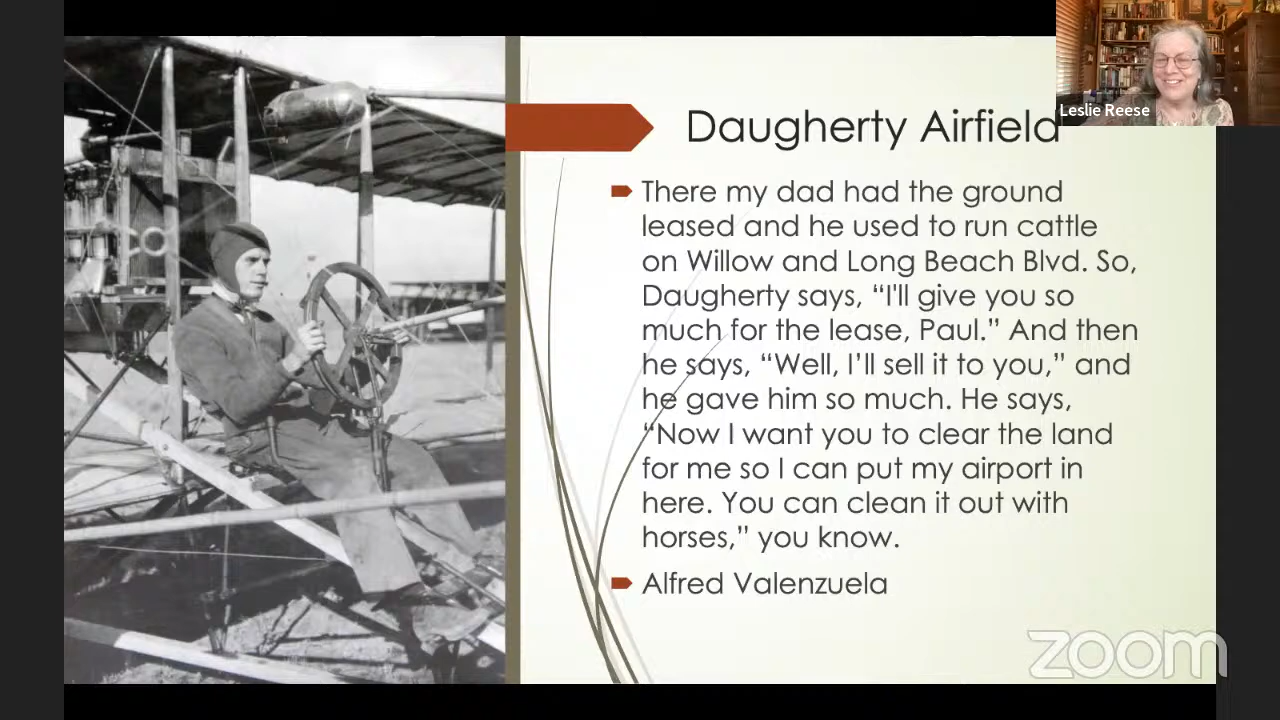 Daugherty Airfield
Leslie Reese
There my dad had the ground
leased and he used to run cattle
on Willow and Long Beach Blvd. So,
Daugherty says, “I'll give you so
much for the lease, Paul.” And then
he says, “Well, I’ll sell it to you,” and
he gave him so much. He says,
“Now I want you to clear the land
for me so I can put my airport in
here. You can clean it out with
horses,” you know.
Alfred Valenzuela
zoom